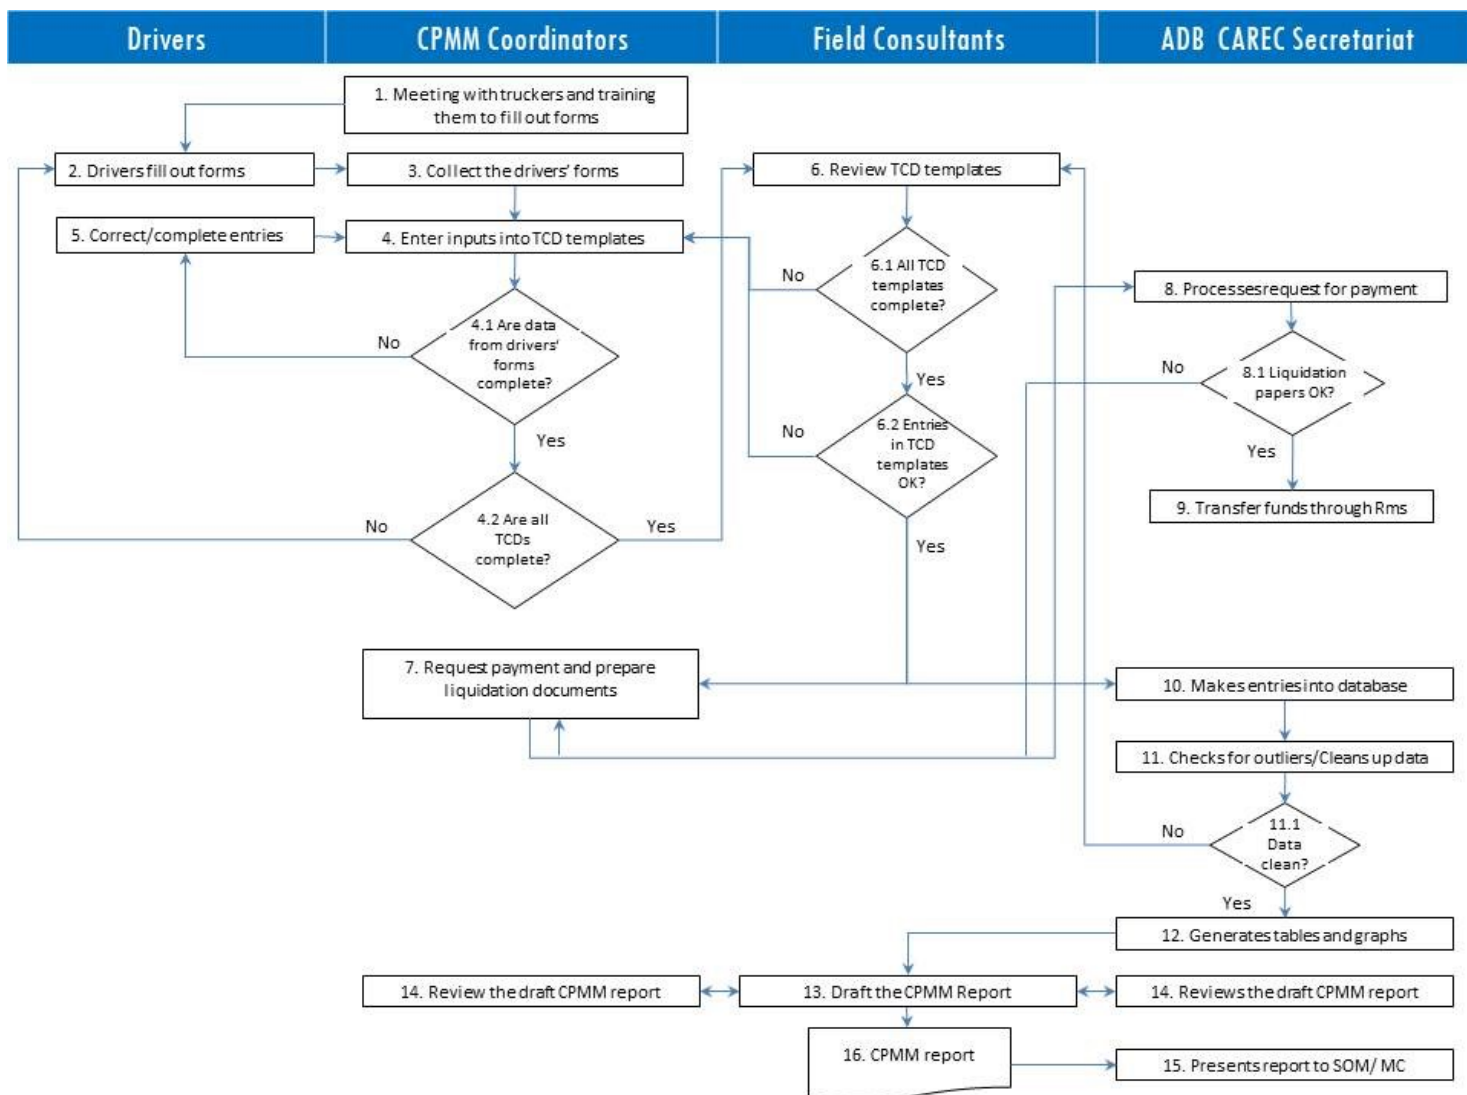 Drivers
CPMM Coordinators
Field Consultants
ADB CAREC Secretariat
1. Meeting with truckers and training
them to fill out forms
2. Drivers fill out forms
3. Collect the drivers' forms
6. Review TCD templates
5. Correct/complete entries
4. Enter inputs into TCD templates
No
6.1 All TCD
templates
complete?
8. Processes request for payment
No
4.1 Are data
from drivers'
forms
complete?
Yes
No
8.1 Liquidation
papers OK?
No
6.2 Entries
in TCD
templates
OK?
Yes
Yes
No
4.2 Are all
TCDs
complete?
Yes
Yes
9. Transfer funds through Rms
7. Request payment and prepare
liquidation documents
10. Makes entries into database
11. Checks for outliers/Cleans up data
No
11.1
Data
clean?
Yes
12. Generates tables and graphs
14. Review the draft CPMM report
13. Draft the CPMM Report
14. Reviews the draft CPMM report
16. CPMM report
15. Presents report to SOM/ MC